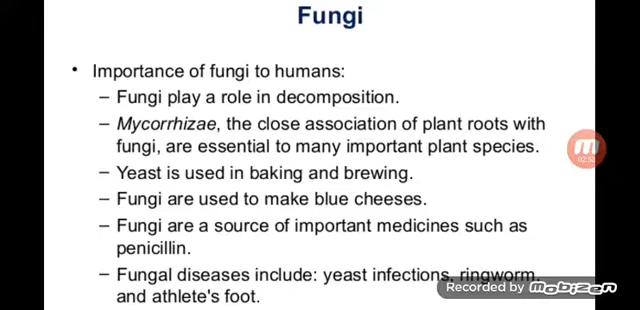 Fungi
• Importance of fungi to humans:
– Fungi play a role in decomposition.
– Mycorrhizae, the close association of plant roots with
fungi, are essential to many important plant species.
– Yeast is used in baking and brewing.
– Fungi are used to make blue cheeses.
– Fungi are a source of important medicines such as
penicillin.
– Fungal diseases include: yeast infections, ringworm,
and athlete's foot.
02:52
Recorded by mobizen